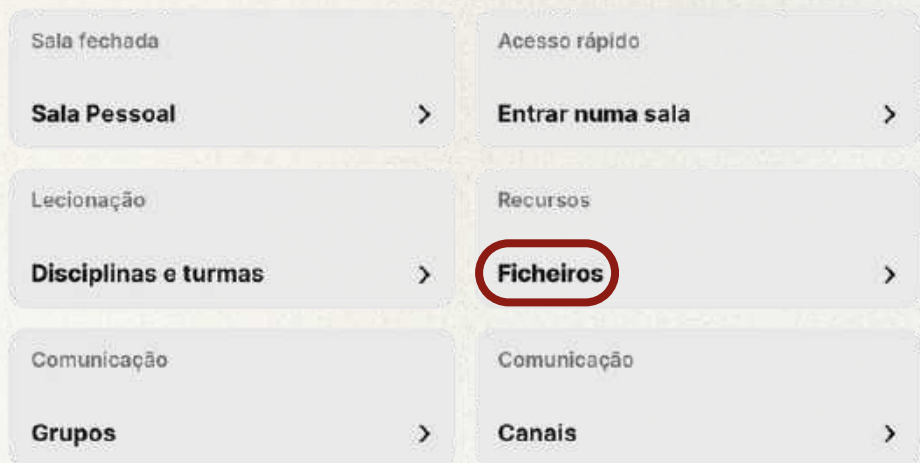 Sala fechada
Sala Pessoal
Acesso rápido
Entrar numa sala
Lecionação
Disciplinas e turmas
Recursos
Ficheiros
Comunicação
Grupos
Comunicação
Canais